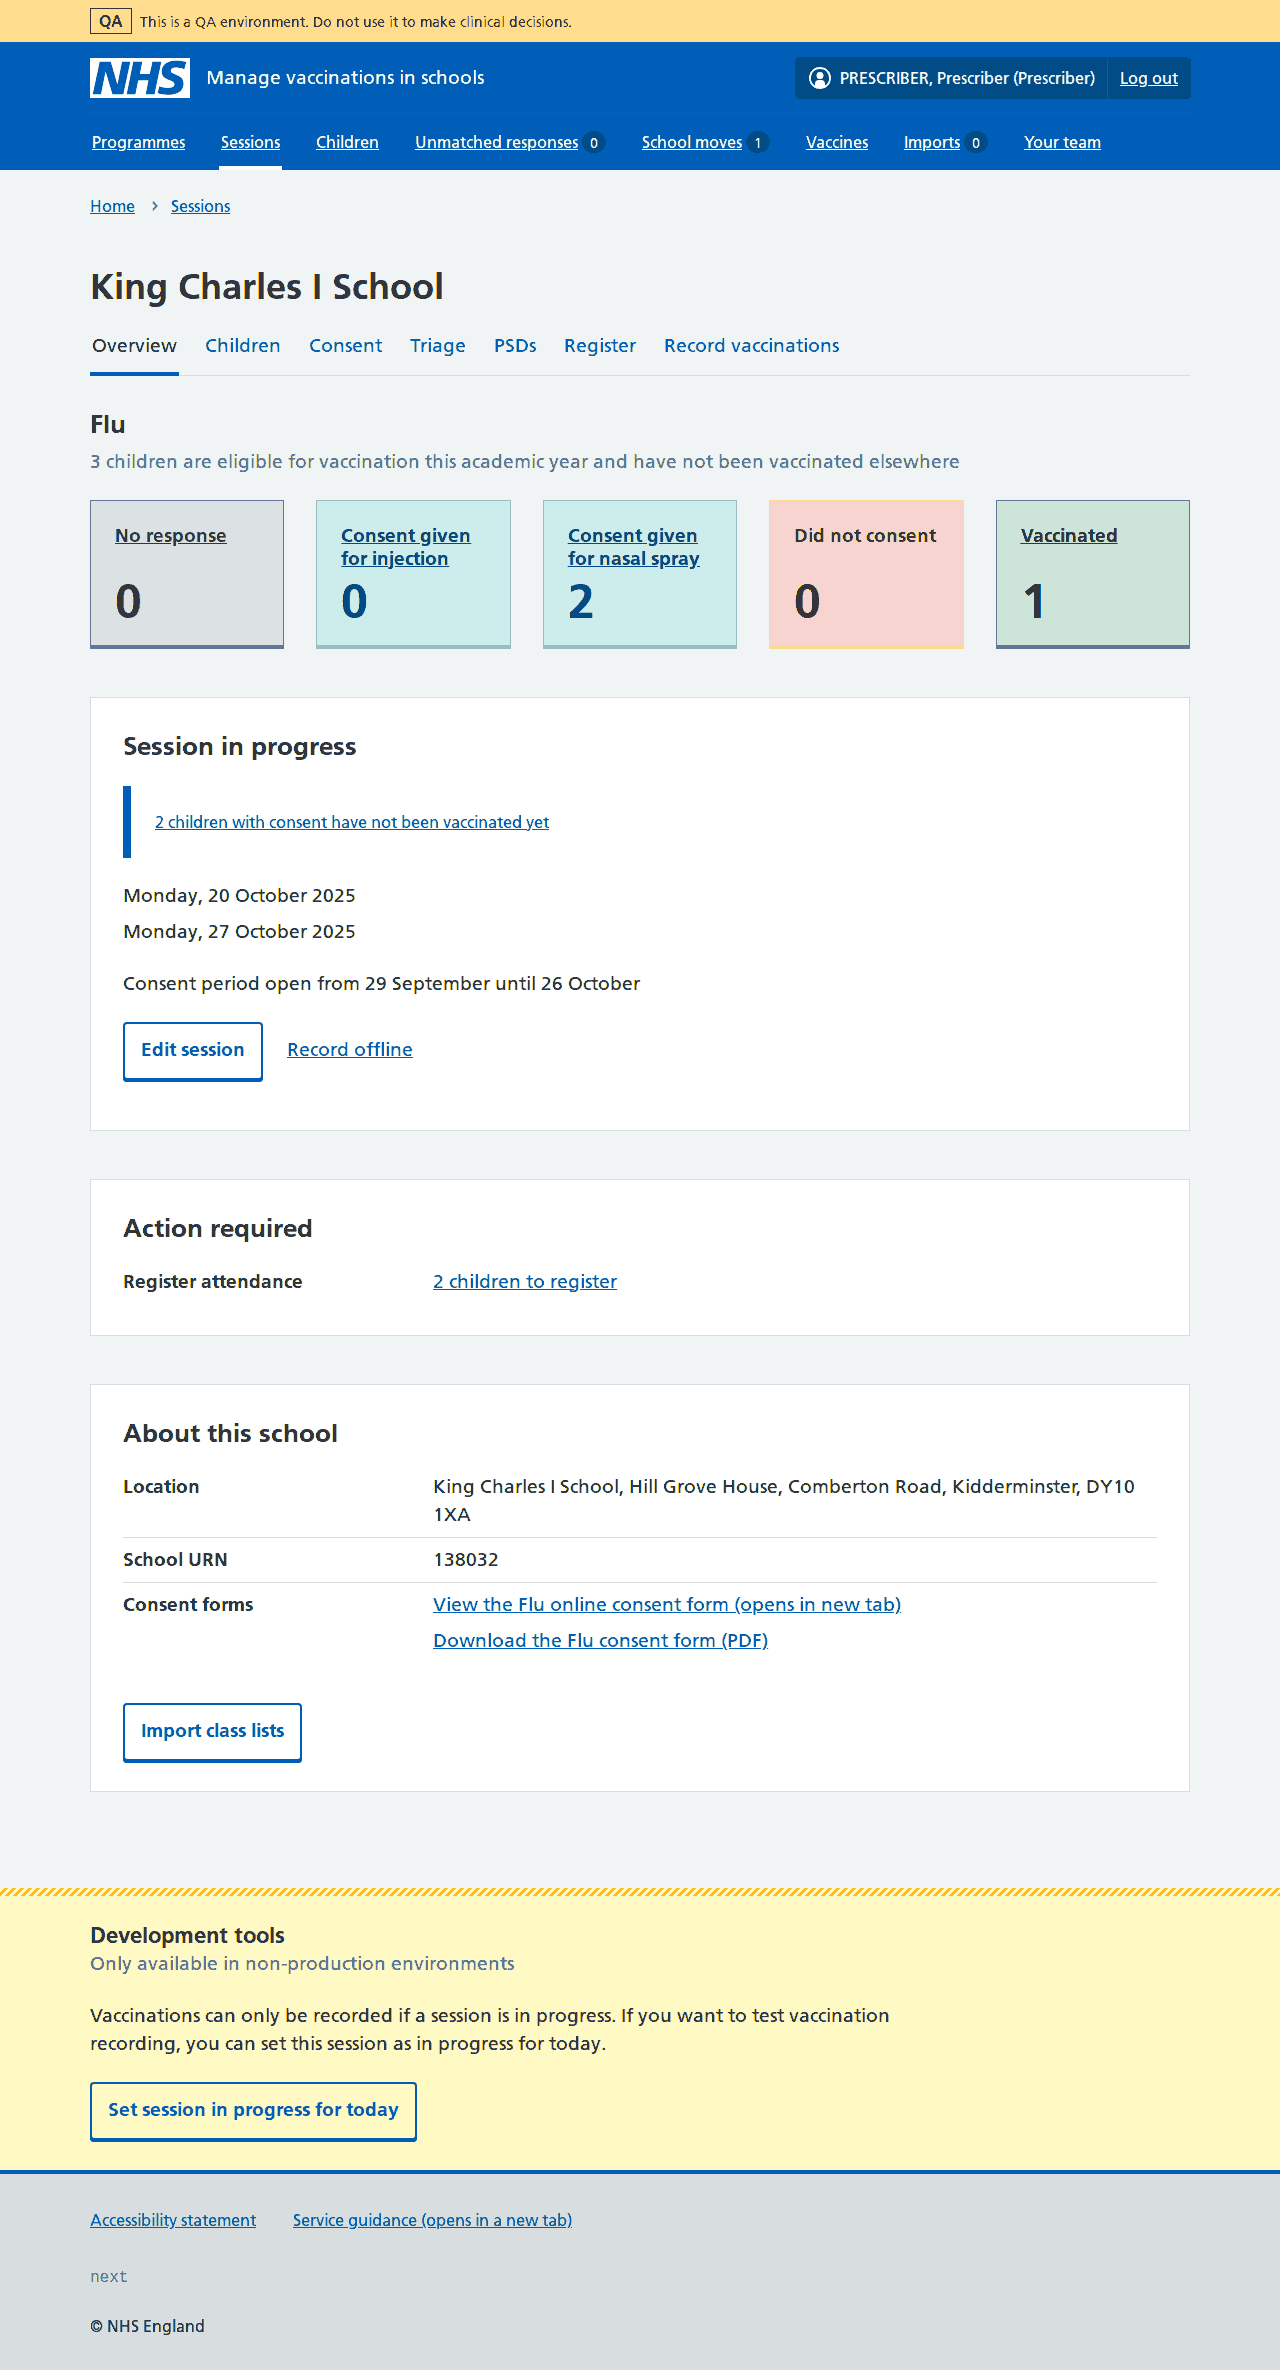 QA This is a QA environment. Do not use it to make clinical decisions.
NHS Manage vaccinations in schools PRESCRIBER, Prescriber (Prescriber) Log out
Programmes Sessions Children Unmatched responses 0 School moves 1 Vaccines Imports 0 Your team
Home Sessions
King Charles I School
Overview Children Consent Triage PSDs Register Record vaccinations
Flu
3 children are eligible for vaccination this academic year and have not been vaccinated elsewhere
No response
0
Consent given
for injection
0
Consent given
for nasal spray
2
Did not consent
0
Vaccinated
1
Session in progress
2 children with consent have not been vaccinated yet
Monday, 20 October 2025
Monday, 27 October 2025
Consent period open from 29 September until 26 October
Edit session Record offline
Action required
Register attendance 2 children to register
About this school
Location King Charles I School, Hill Grove House, Comberton Road, Kidderminster, DY10
1XA
School URN 138032
Consent forms View the Flu online consent form (opens in new tab)
Download the Flu consent form (PDF)
Import class lists
Development tools
Only available in non-production environments
Vaccinations can only be recorded if a session is in progress. If you want to test vaccination
recording, you can set this session as in progress for today.
Set session in progress for today
Accessibility statement Service guidance (opens in a new tab)
next
© NHS England